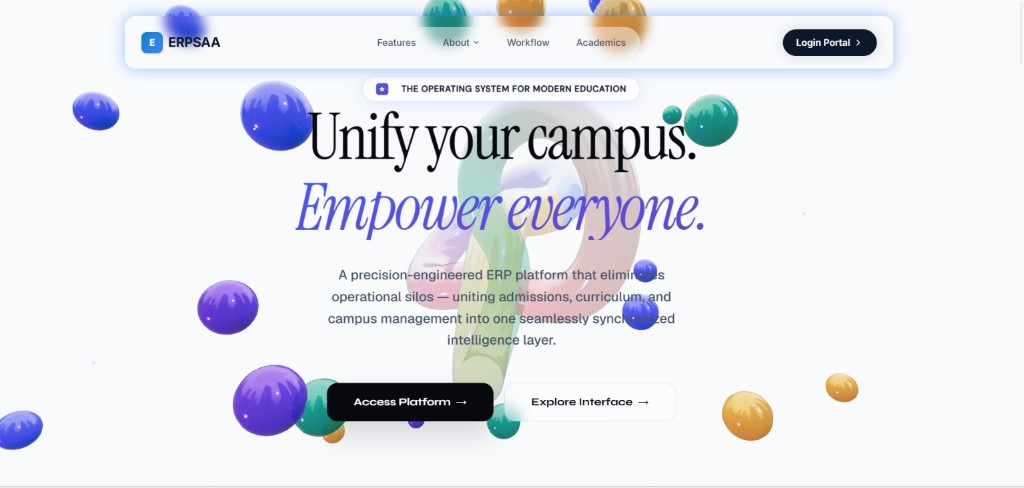 E ERPSAA
Features About Workflow Academics
Login Portal
THE OPERATING SYSTEM FOR MODERN EDUCATION
Unify your campus.
Empower everyone.
A precision-engineered ERP platform that eliminates
operational silos — uniting admissions, curriculum, and
campus management into one seamlessly synchronized
intelligence layer.
Access Platform →
Explore Interface →